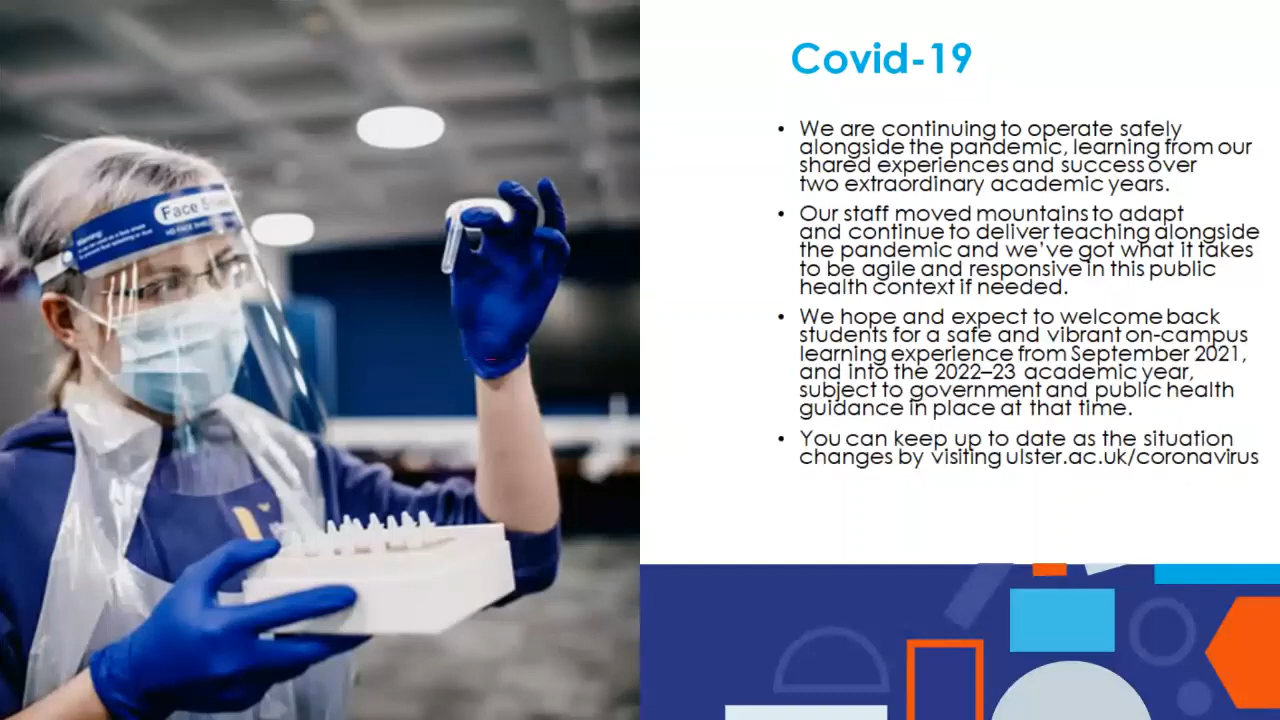 Covid-19
• We are continuing to operate safely
alongside the pandemic, learning from our
shared experiences and success over
two extraordinary academic years.
• Our staff moved mountains to adapt
and continue to deliver teaching alongside
the pandemic and we've got what it takes
to be agile and responsive in this public
health context if needed.
• We hope and expect to welcome back
students for a safe and vibrant on-campus
learning experience from September 2021,
and into the 2022–23 academic year,
subject to government and public health
guidance in place at that time.
• You can keep up to date as the situation
changes by visiting ulster.ac.uk/coronavirus
Face